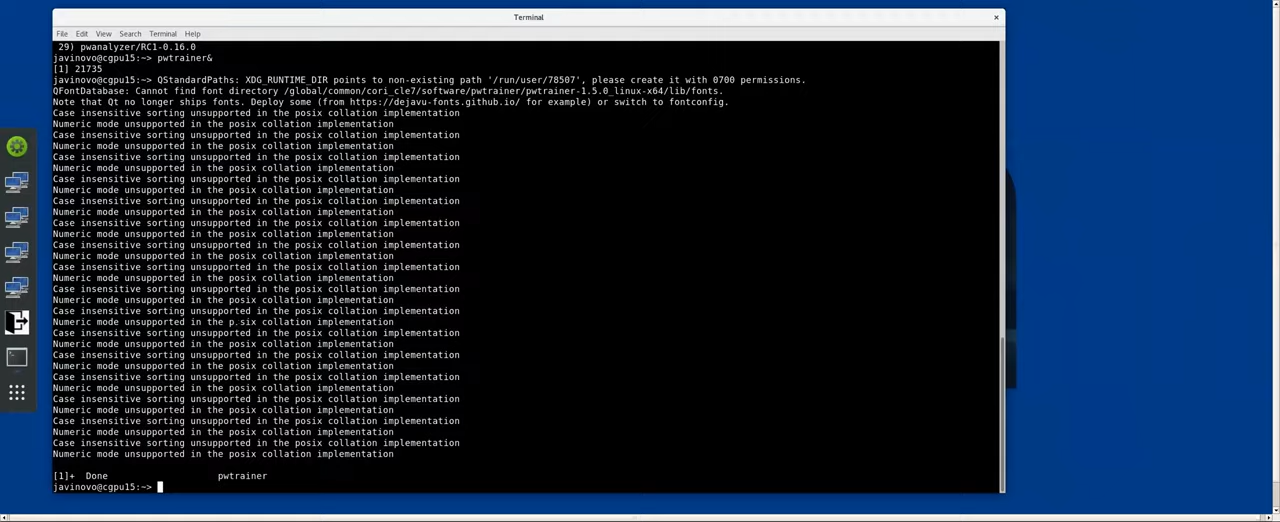 Terminal
File Edit View Search Terminal Help
29) pwanalyzer/RC1-0.16.0
javinovo@cgpu15:~> pwtrainer&
[1] 21735
javinovo@cgpu15:~> QStandardPaths: XDG_RUNTIME_DIR points to non-existing path '/run/user/78507', please create it with 0700 permissions.
QFontDatabase: Cannot find font directory /global/common/cori_cle7/software/pwtrainer/pwtrainer-1.5.0_linux-x64/lib/fonts.
Note that Qt no longer ships fonts. Deploy some (from https://dejavu-fonts.github.io/ for example) or switch to fontconfig.
Case insensitive sorting unsupported in the posix collation implementation
Numeric mode unsupported in the posix collation implementation
Case insensitive sorting unsupported in the posix collation implementation
Numeric mode unsupported in the posix collation implementation
Case insensitive sorting unsupported in the posix collation implementation
Numeric mode unsupported in the posix collation implementation
Case insensitive sorting unsupported in the posix collation implementation
Numeric mode unsupported in the posix collation implementation
Case insensitive sorting unsupported in the posix collation implementation
Numeric mode unsupported in the posix collation implementation
Case insensitive sorting unsupported in the posix collation implementation
Numeric mode unsupported in the posix collation implementation
Case insensitive sorting unsupported in the posix collation implementation
Numeric mode unsupported in the posix collation implementation
Case insensitive sorting unsupported in the posix collation implementation
Numeric mode unsupported in the posix collation implementation
Case insensitive sorting unsupported in the posix collation implementation
Numeric mode unsupported in the posix collation implementation
Case insensitive sorting unsupported in the posix collation implementation
Numeric mode unsupported in the p.six collation implementation
Case insensitive sorting unsupported in the posix collation implementation
Numeric mode unsupported in the posix collation implementation
Case insensitive sorting unsupported in the posix collation implementation
Numeric mode unsupported in the posix collation implementation
Case insensitive sorting unsupported in the posix collation implementation
Numeric mode unsupported in the posix collation implementation
Case insensitive sorting unsupported in the posix collation implementation
Numeric mode unsupported in the posix collation implementation
Case insensitive sorting unsupported in the posix collation implementation
Numeric mode unsupported in the posix collation implementation
Case insensitive sorting unsupported in the posix collation implementation
Numeric mode unsupported in the posix collation implementation
[1]+ Done pwtrainer
javinovo@cgpu15:~>